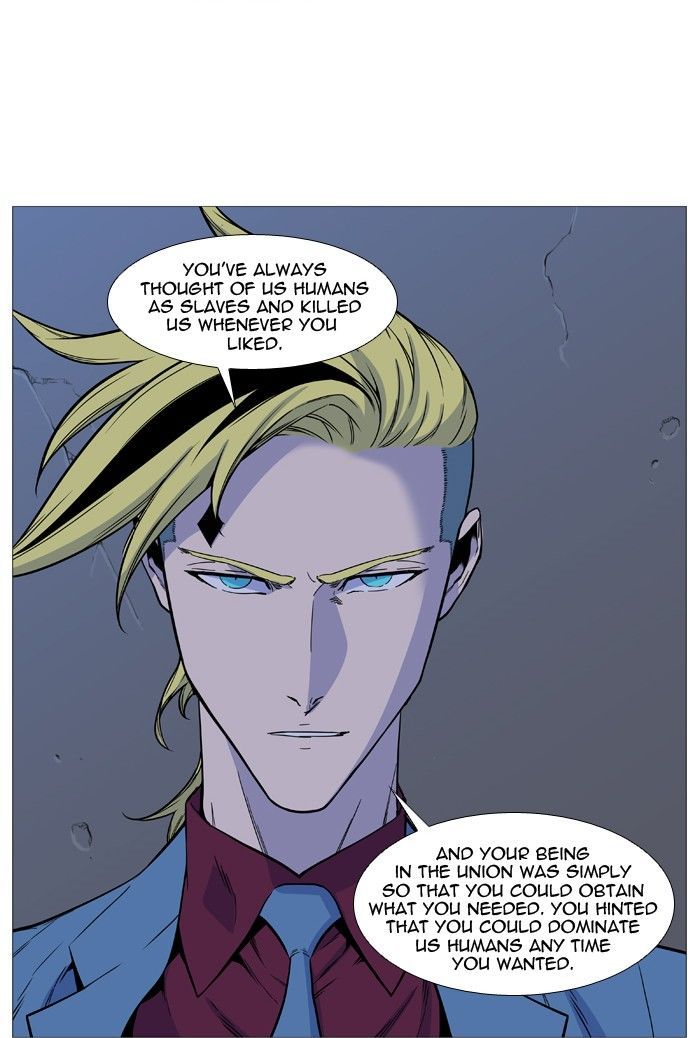 YOU'VE ALWAYS
THOUGHT OF US HUMANS
AS SLAVES AND KILLED
US WHENEVER YOU
LIKED.
AND YOUR BEING
IN THE UNION WAS SIMPLY
SO THAT YOU COULD OBTAIN
WHAT YOU NEEDED. YOU HINTED
THAT YOU COULD DOMINATE
US HUMANS ANY TIME
YOU WANTED.